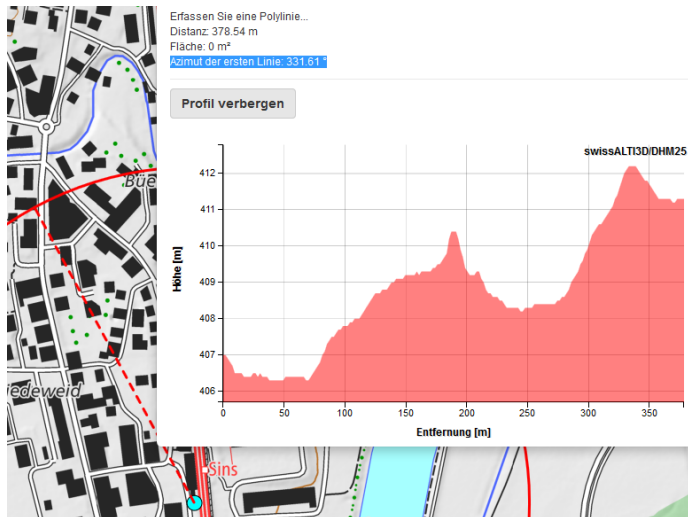 Erfassen Sie eine Polylinie...
Distanz: 378.54 m
Fläche: 0 m²
Azimut der ersten Linie: 331.61 °
Profil verbergen
swissALTI3D/DHM25
412
411
410
409
408
407
406
Höhe [m]
0 50 100 150 200 250 300 350
Entfernung [m]
Büe
iedeweid
Sins